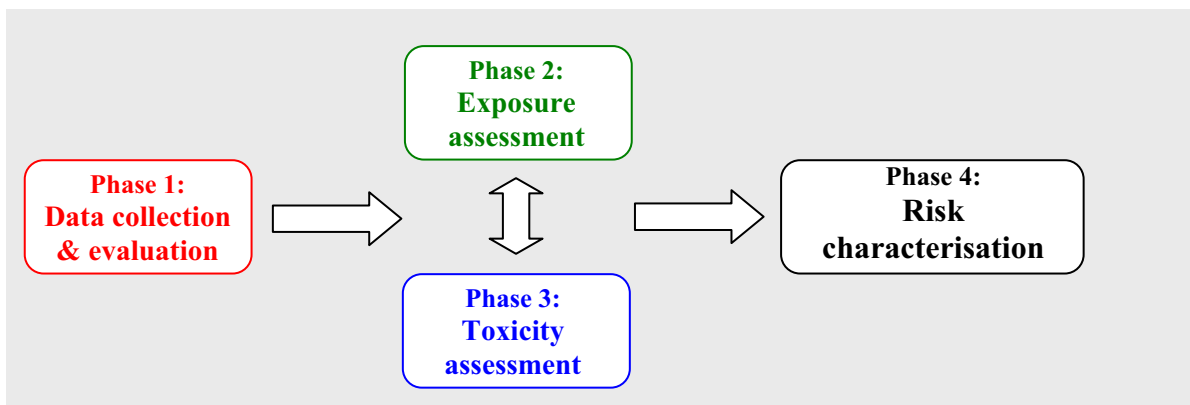 Phase 1:
Data collection
& evaluation
Phase 2:
Exposure
assessment
Phase 3:
Toxicity
assessment
Phase 4:
Risk
characterisation